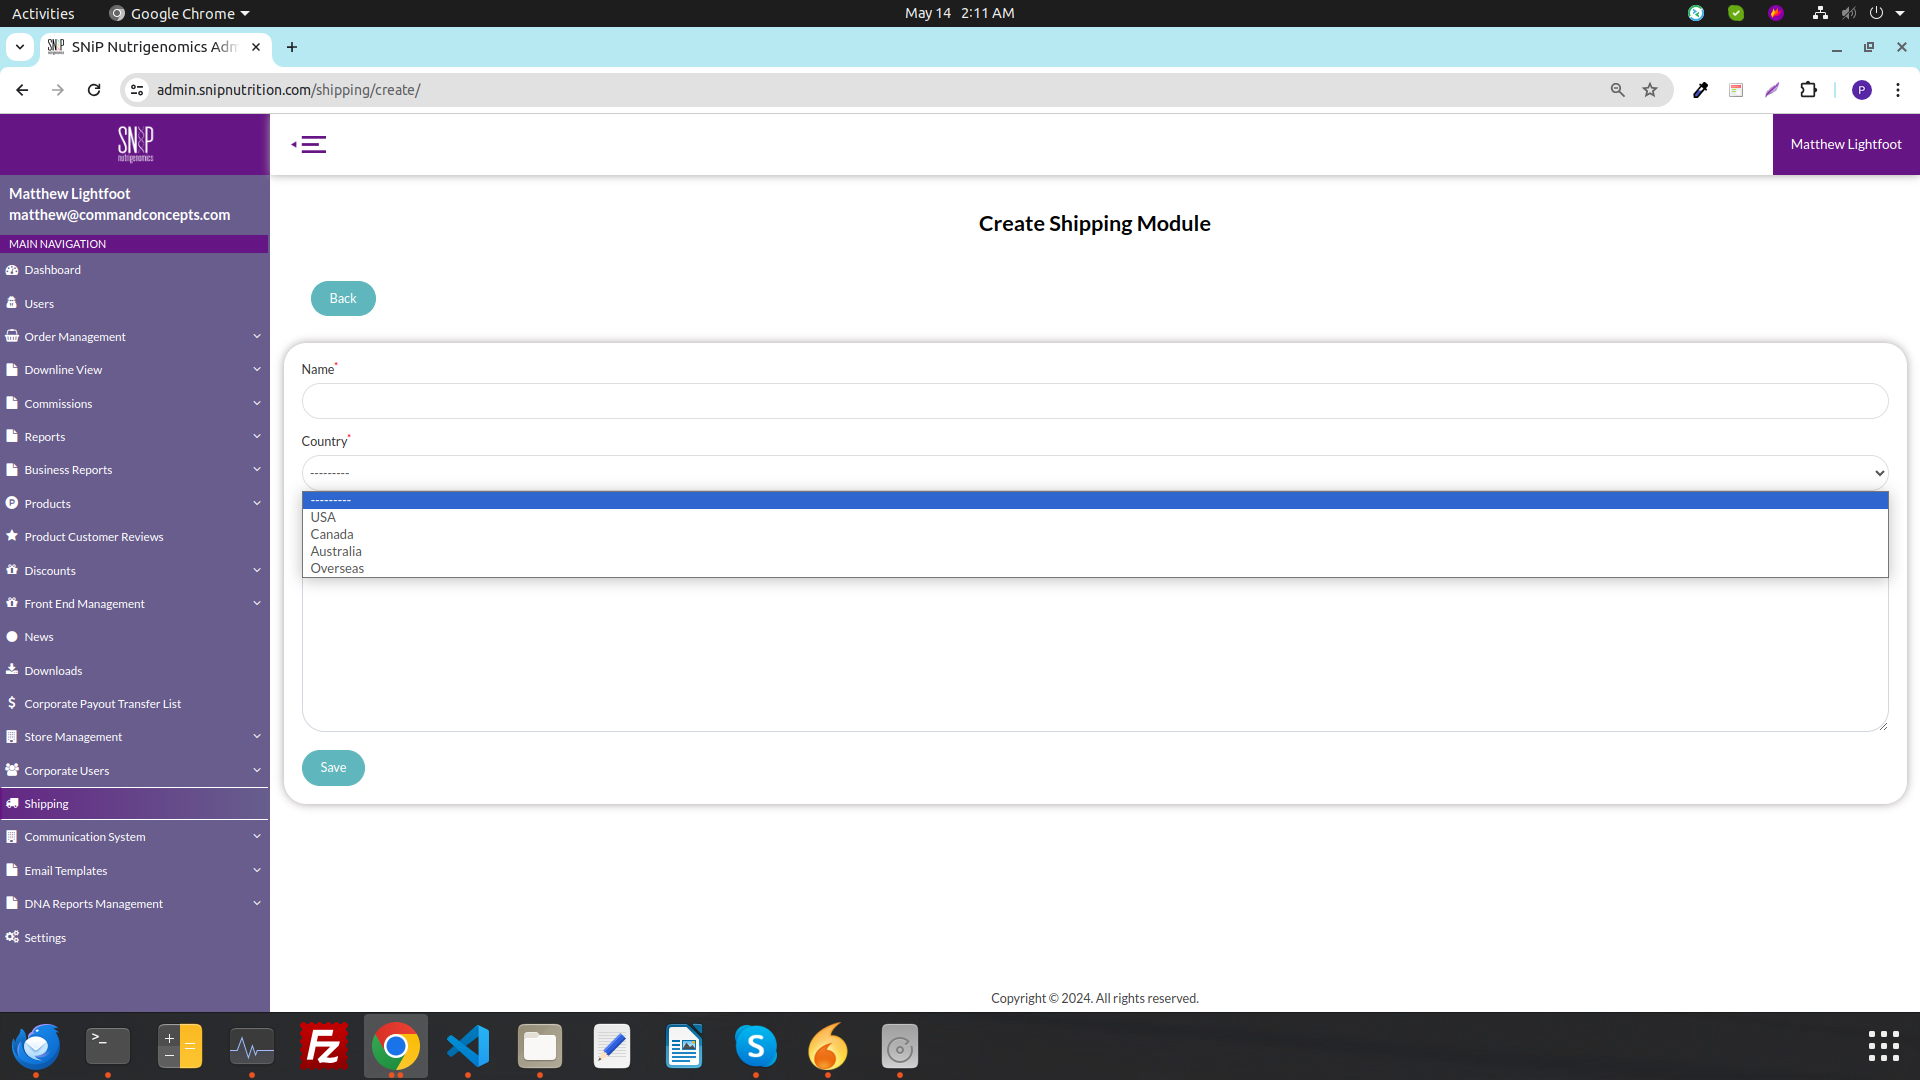 Activities
Google Chrome
May 14 2:11 AM
SNiP Nutrigenomics Adm
admin.snipnutrition.com/shipping/create/
P
SNiP
nutrigenomics
Matthew Lightfoot
Matthew Lightfoot
matthew@commandconcepts.com
MAIN NAVIGATION
Dashboard
Users
Order Management
Downline View
Commissions
Reports
Business Reports
Products
Product Customer Reviews
Discounts
Front End Management
News
Downloads
Corporate Payout Transfer List
Store Management
Corporate Users
Shipping
Communication System
Email Templates
DNA Reports Management
Settings
Create Shipping Module
Back
Name*
Country*
---------
---------
USA
Canada
Australia
Overseas
Save
Copyright © 2024. All rights reserved.